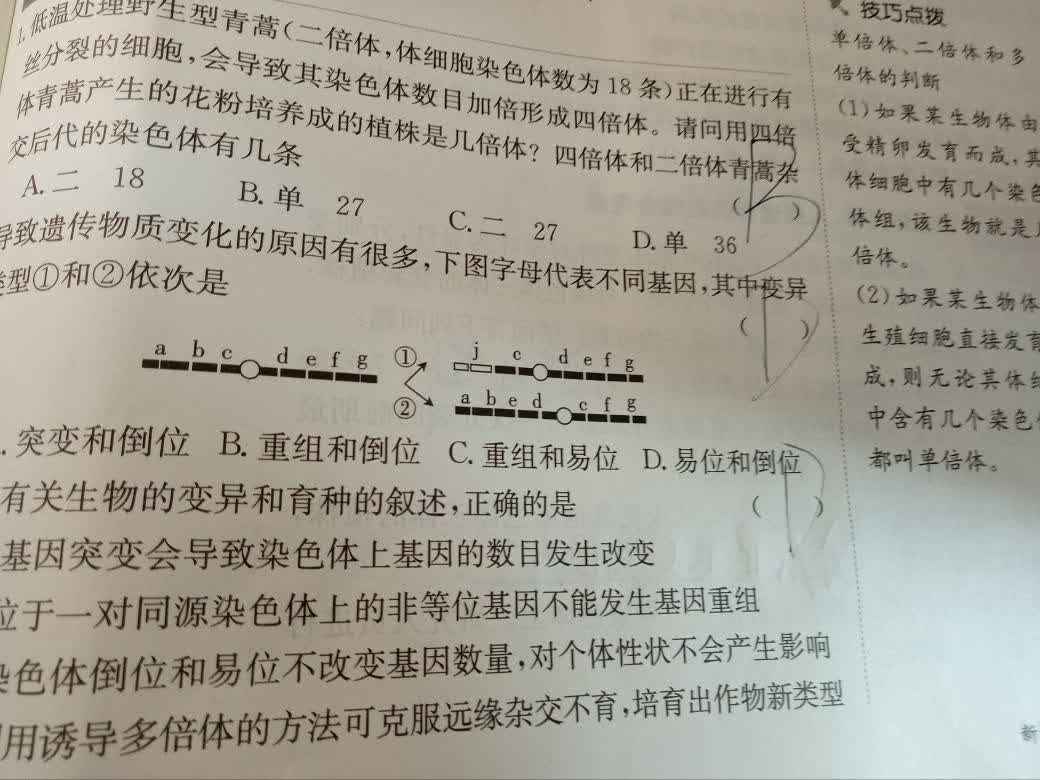 1. 低温处理野生型青蒿(二倍体,体细胞染色体数为18条)正在进行有
丝分裂的细胞,会导致其染色体数目加倍形成四倍体。请问用四倍
体青蒿产生的花粉培养成的植株是几倍体?四倍体和二倍体青蒿杂
交后代的染色体有几条
( )
A. 二 18 B. 单 27 C. 二 27 D. 单 36
导致遗传物质变化的原因有很多,下图字母代表不同基因,其中变异
类型①和②依次是
( )
a b c d e f g
①
j c d e f g
②
a b e d c f g
. 突变和倒位 B. 重组和倒位 C. 重组和易位 D. 易位和倒位
有关生物的变异和育种的叙述,正确的是
( )
基因突变会导致染色体上基因的数目发生改变
位于一对同源染色体上的非等位基因不能发生基因重组
染色体倒位和易位不改变基因数量,对个体性状不会产生影响
用诱导多倍体的方法可克服远缘杂交不育,培育出作物新类型
技巧点拨
单倍体、二倍体和多
倍体的判断
(1)如果某生物体由
受精卵发育而成,其
体细胞中有几个染色
体组,该生物就是几
倍体。
(2)如果某生物体
生殖细胞直接发育
成,则无论其体细
中含有几个染色体
都叫单倍体。
新